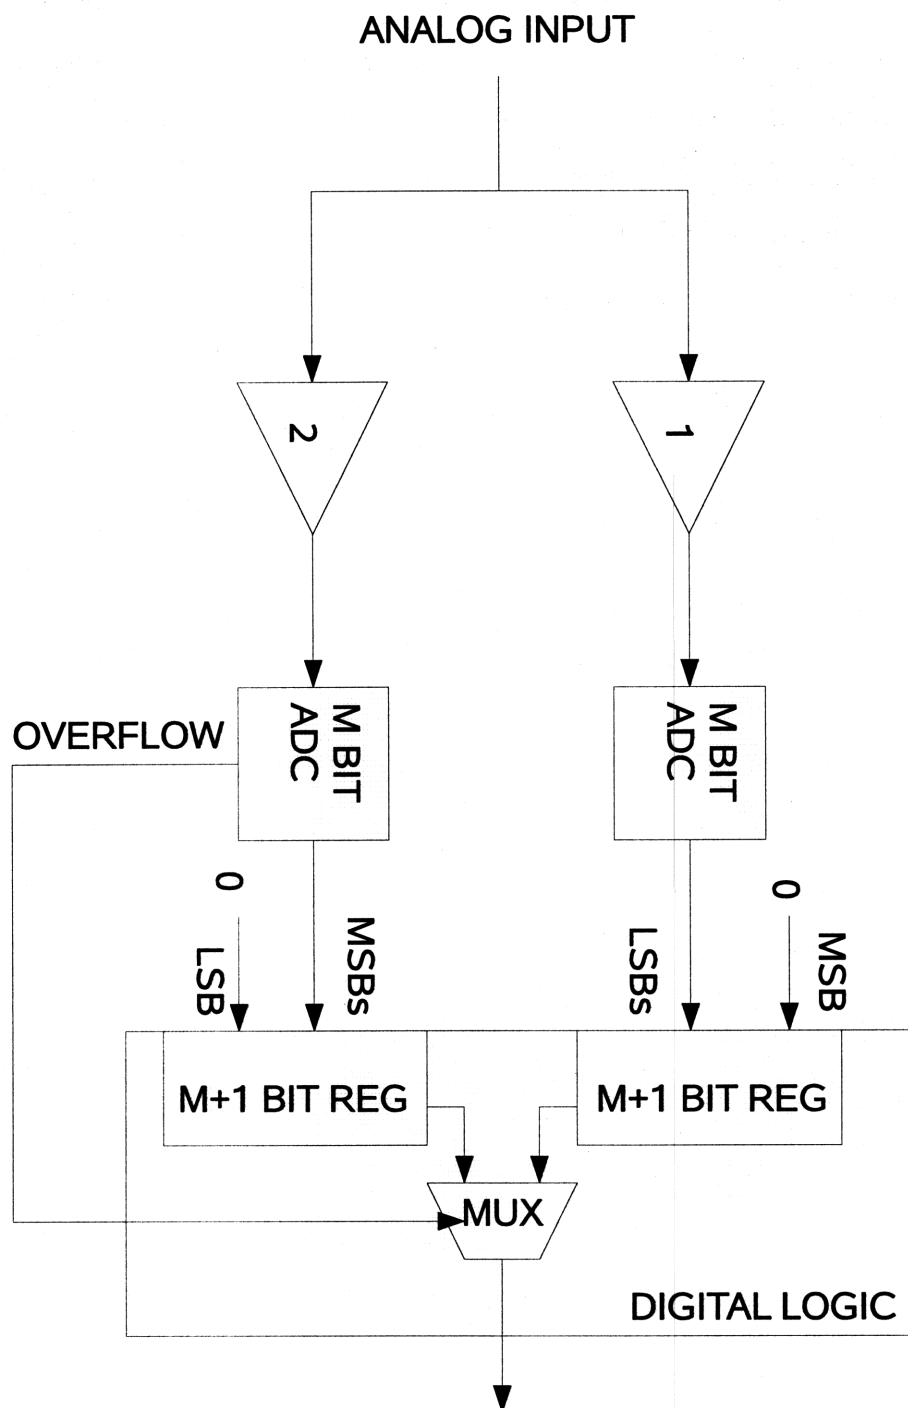 ANALOG INPUT
2
1
M BIT
ADC
M BIT
ADC
OVERFLOW
0
LSB
MSBs
LSBs
0
MSB
M+1 BIT REG
M+1 BIT REG
MUX
DIGITAL LOGIC